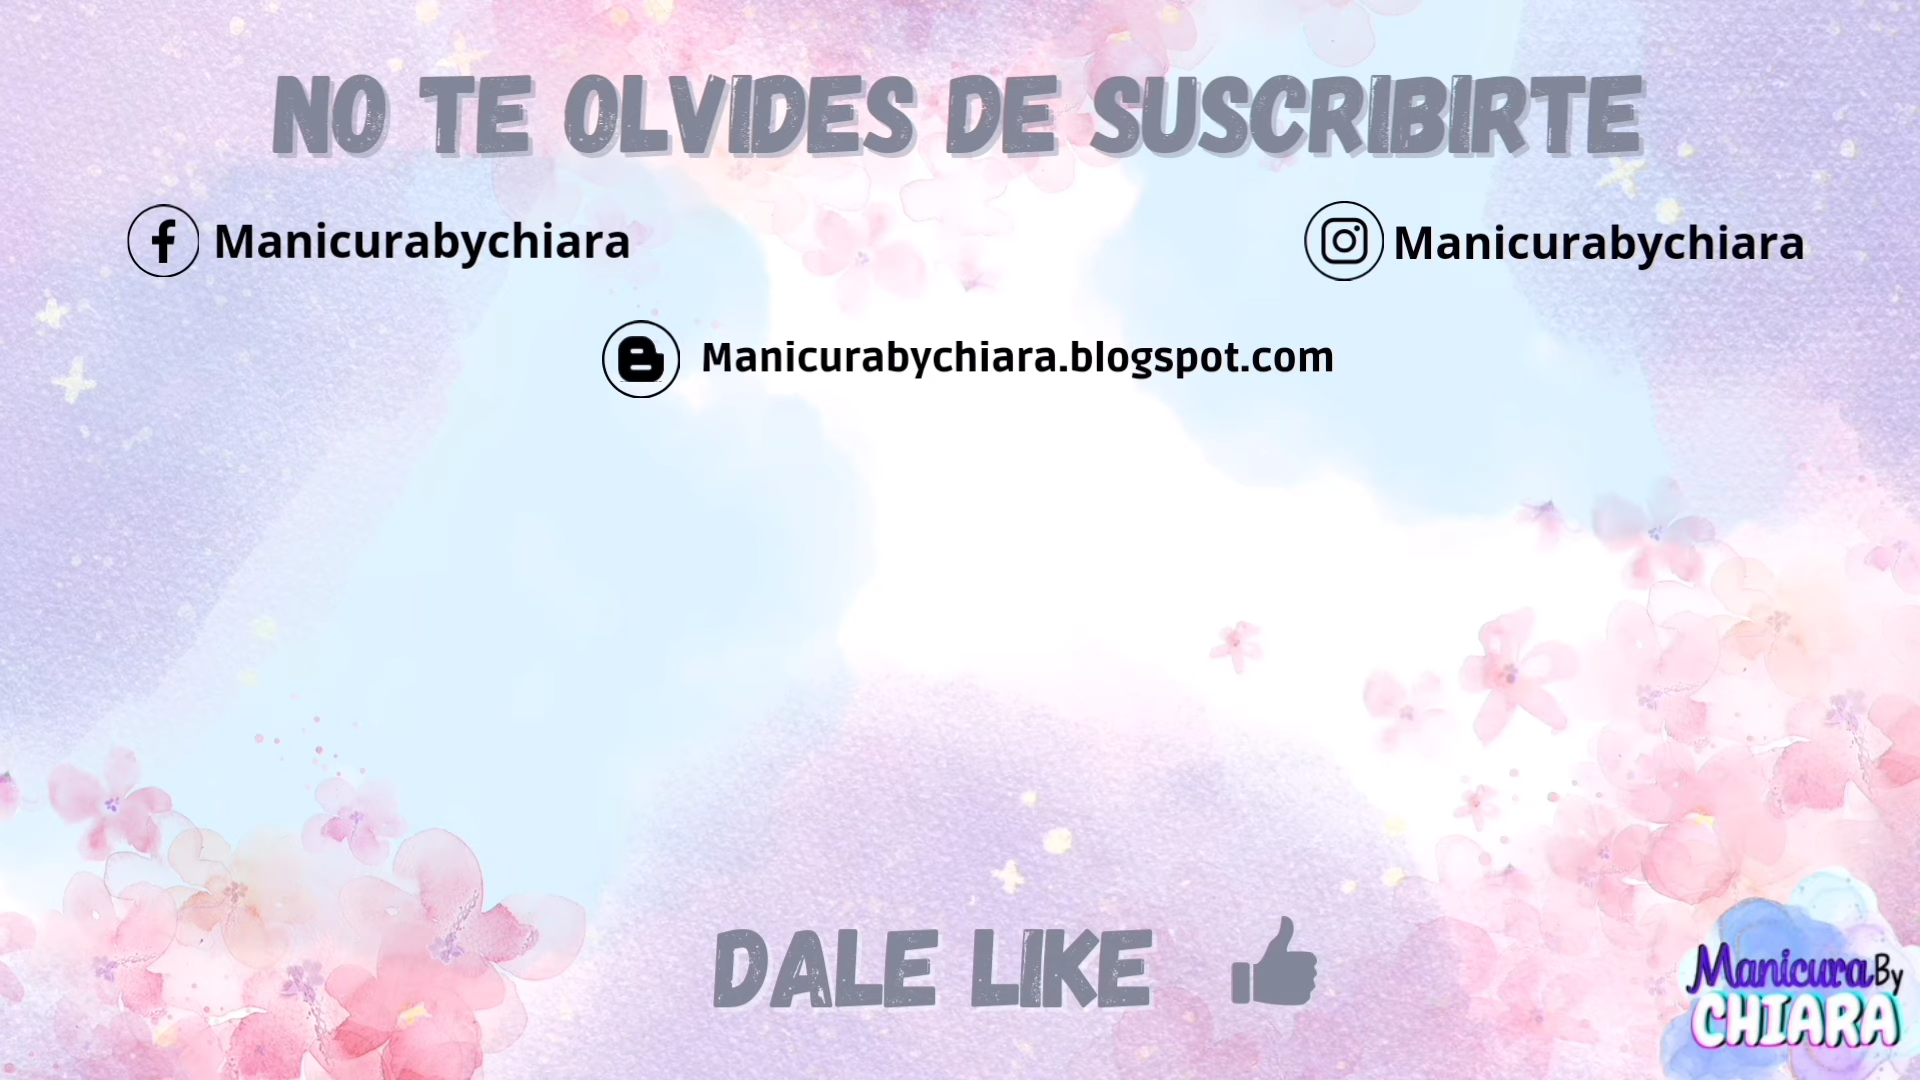 NO TE OLVIDES DE SUSCRIBIRTE
Manicurabychiara
Manicurabychiara
Manicurabychiara.blogspot.com
DALE LIKE
Manicura By
CHIARA